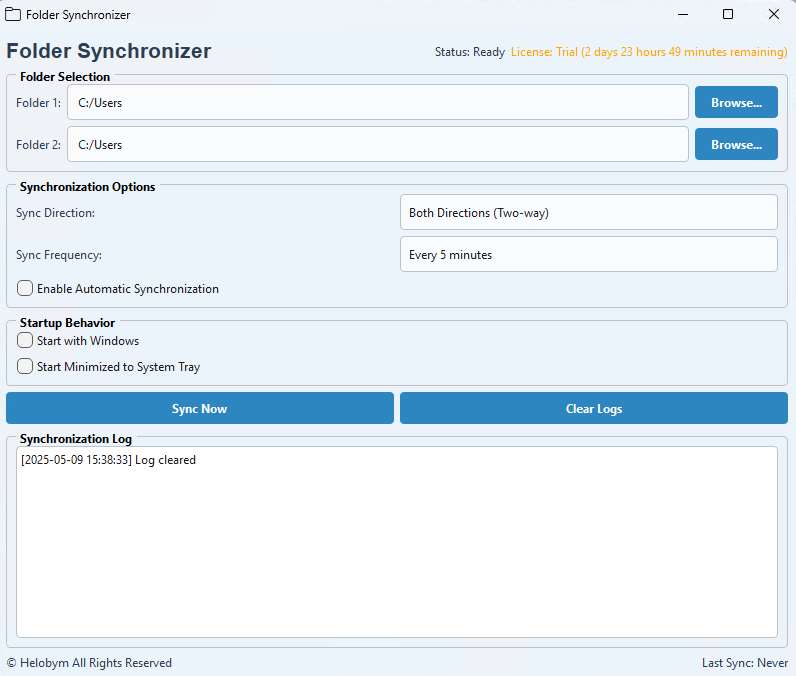 Folder Synchronizer
Folder Synchronizer
Status: Ready License: Trial (2 days 23 hours 49 minutes remaining)
Folder Selection
Folder 1: C:/Users Browse...
Folder 2: C:/Users Browse...
Synchronization Options
Sync Direction: Both Directions (Two-way)
Sync Frequency: Every 5 minutes
Enable Automatic Synchronization
Startup Behavior
Start with Windows
Start Minimized to System Tray
Sync Now Clear Logs
Synchronization Log
[2025-05-09 15:38:33] Log cleared
© Helobym All Rights Reserved Last Sync: Never